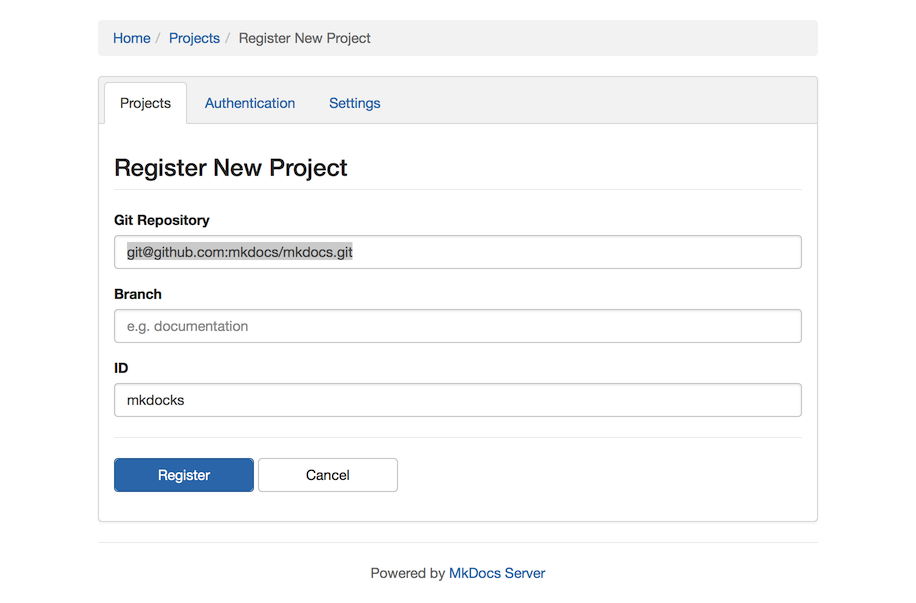 Home / Projects / Register New Project
Projects Authentication Settings
Register New Project
Git Repository
git@github.com:mkdocs/mkdocs.git
Branch
e.g. documentation
ID
mkdocks
Register Cancel
Powered by MkDocs Server